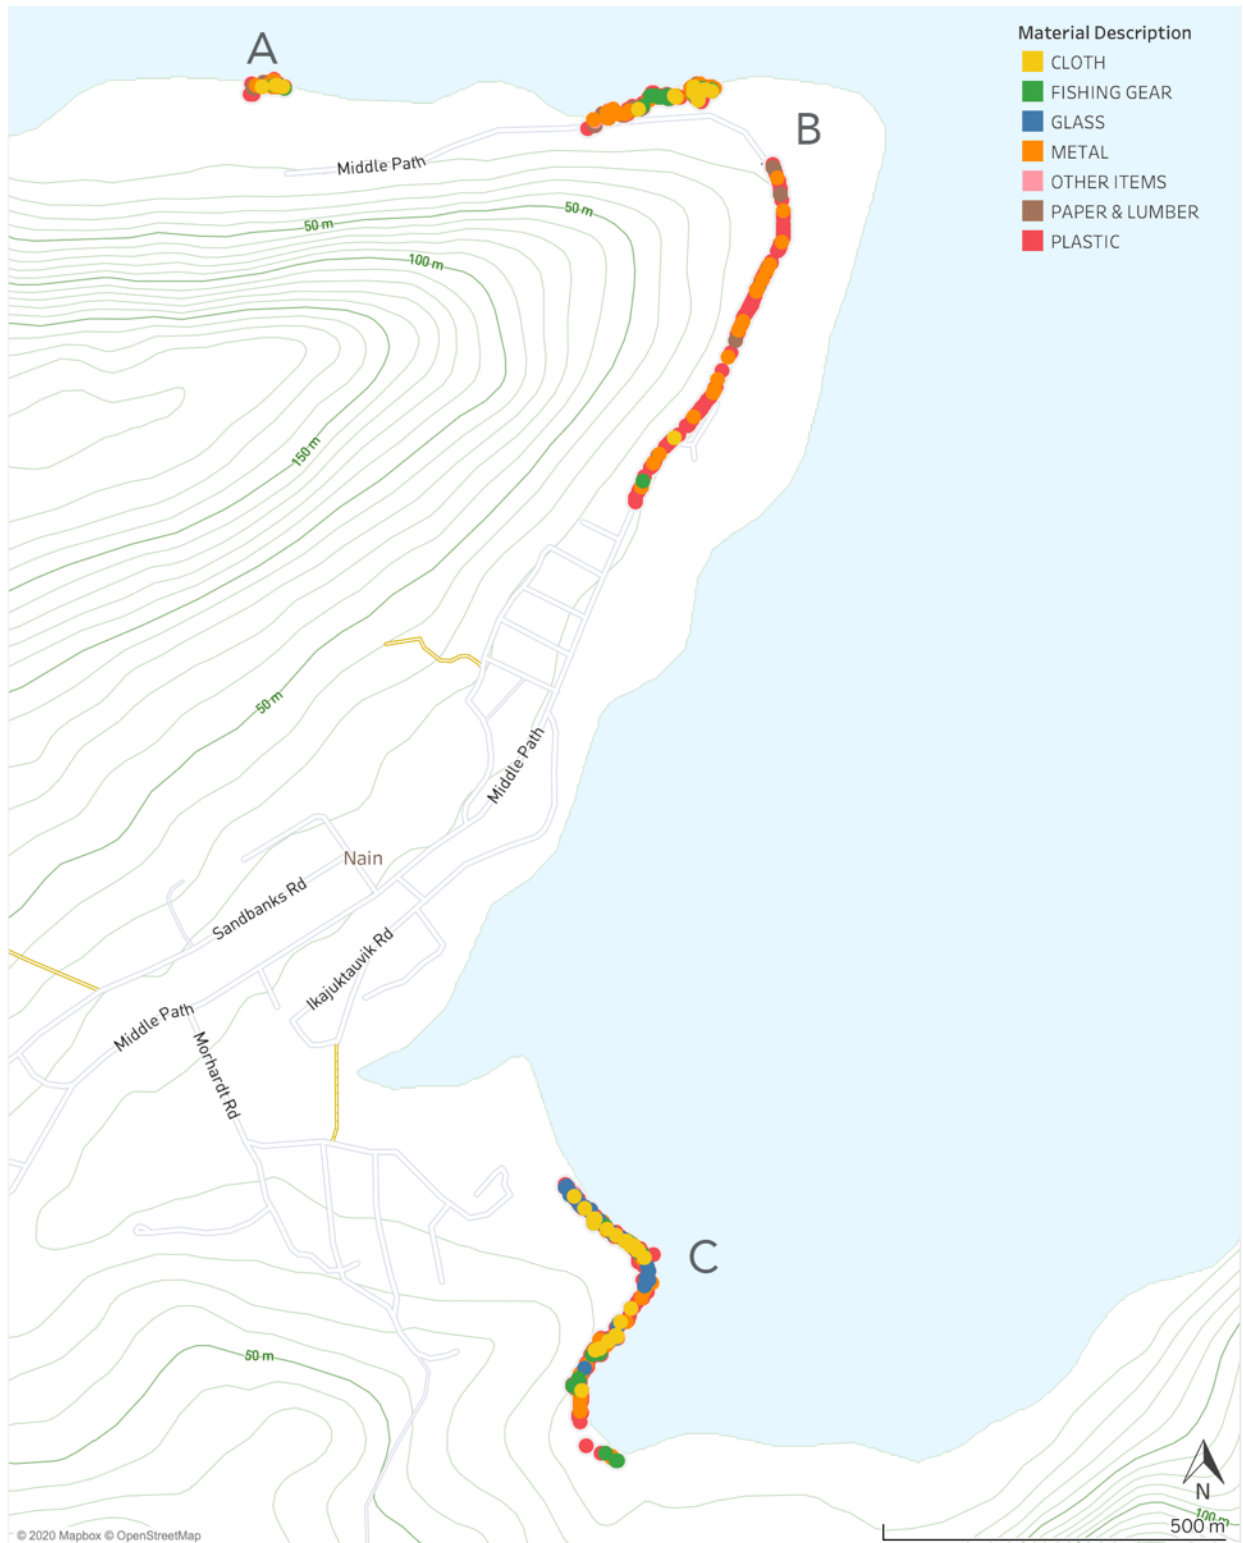 A
Material Description
CLOTH
FISHING GEAR
GLASS
METAL
OTHER ITEMS
PAPER & LUMBER
PLASTIC
B
Middle Path
50 m
50 m
100 m
150 m
50 m
Middle Path
Nain
Sandbanks Rd
Ikajuktauvik Rd
Middle Path
Morhardt Rd
C
50 m
N
100 m
500 m
© 2020 Mapbox © OpenStreetMap